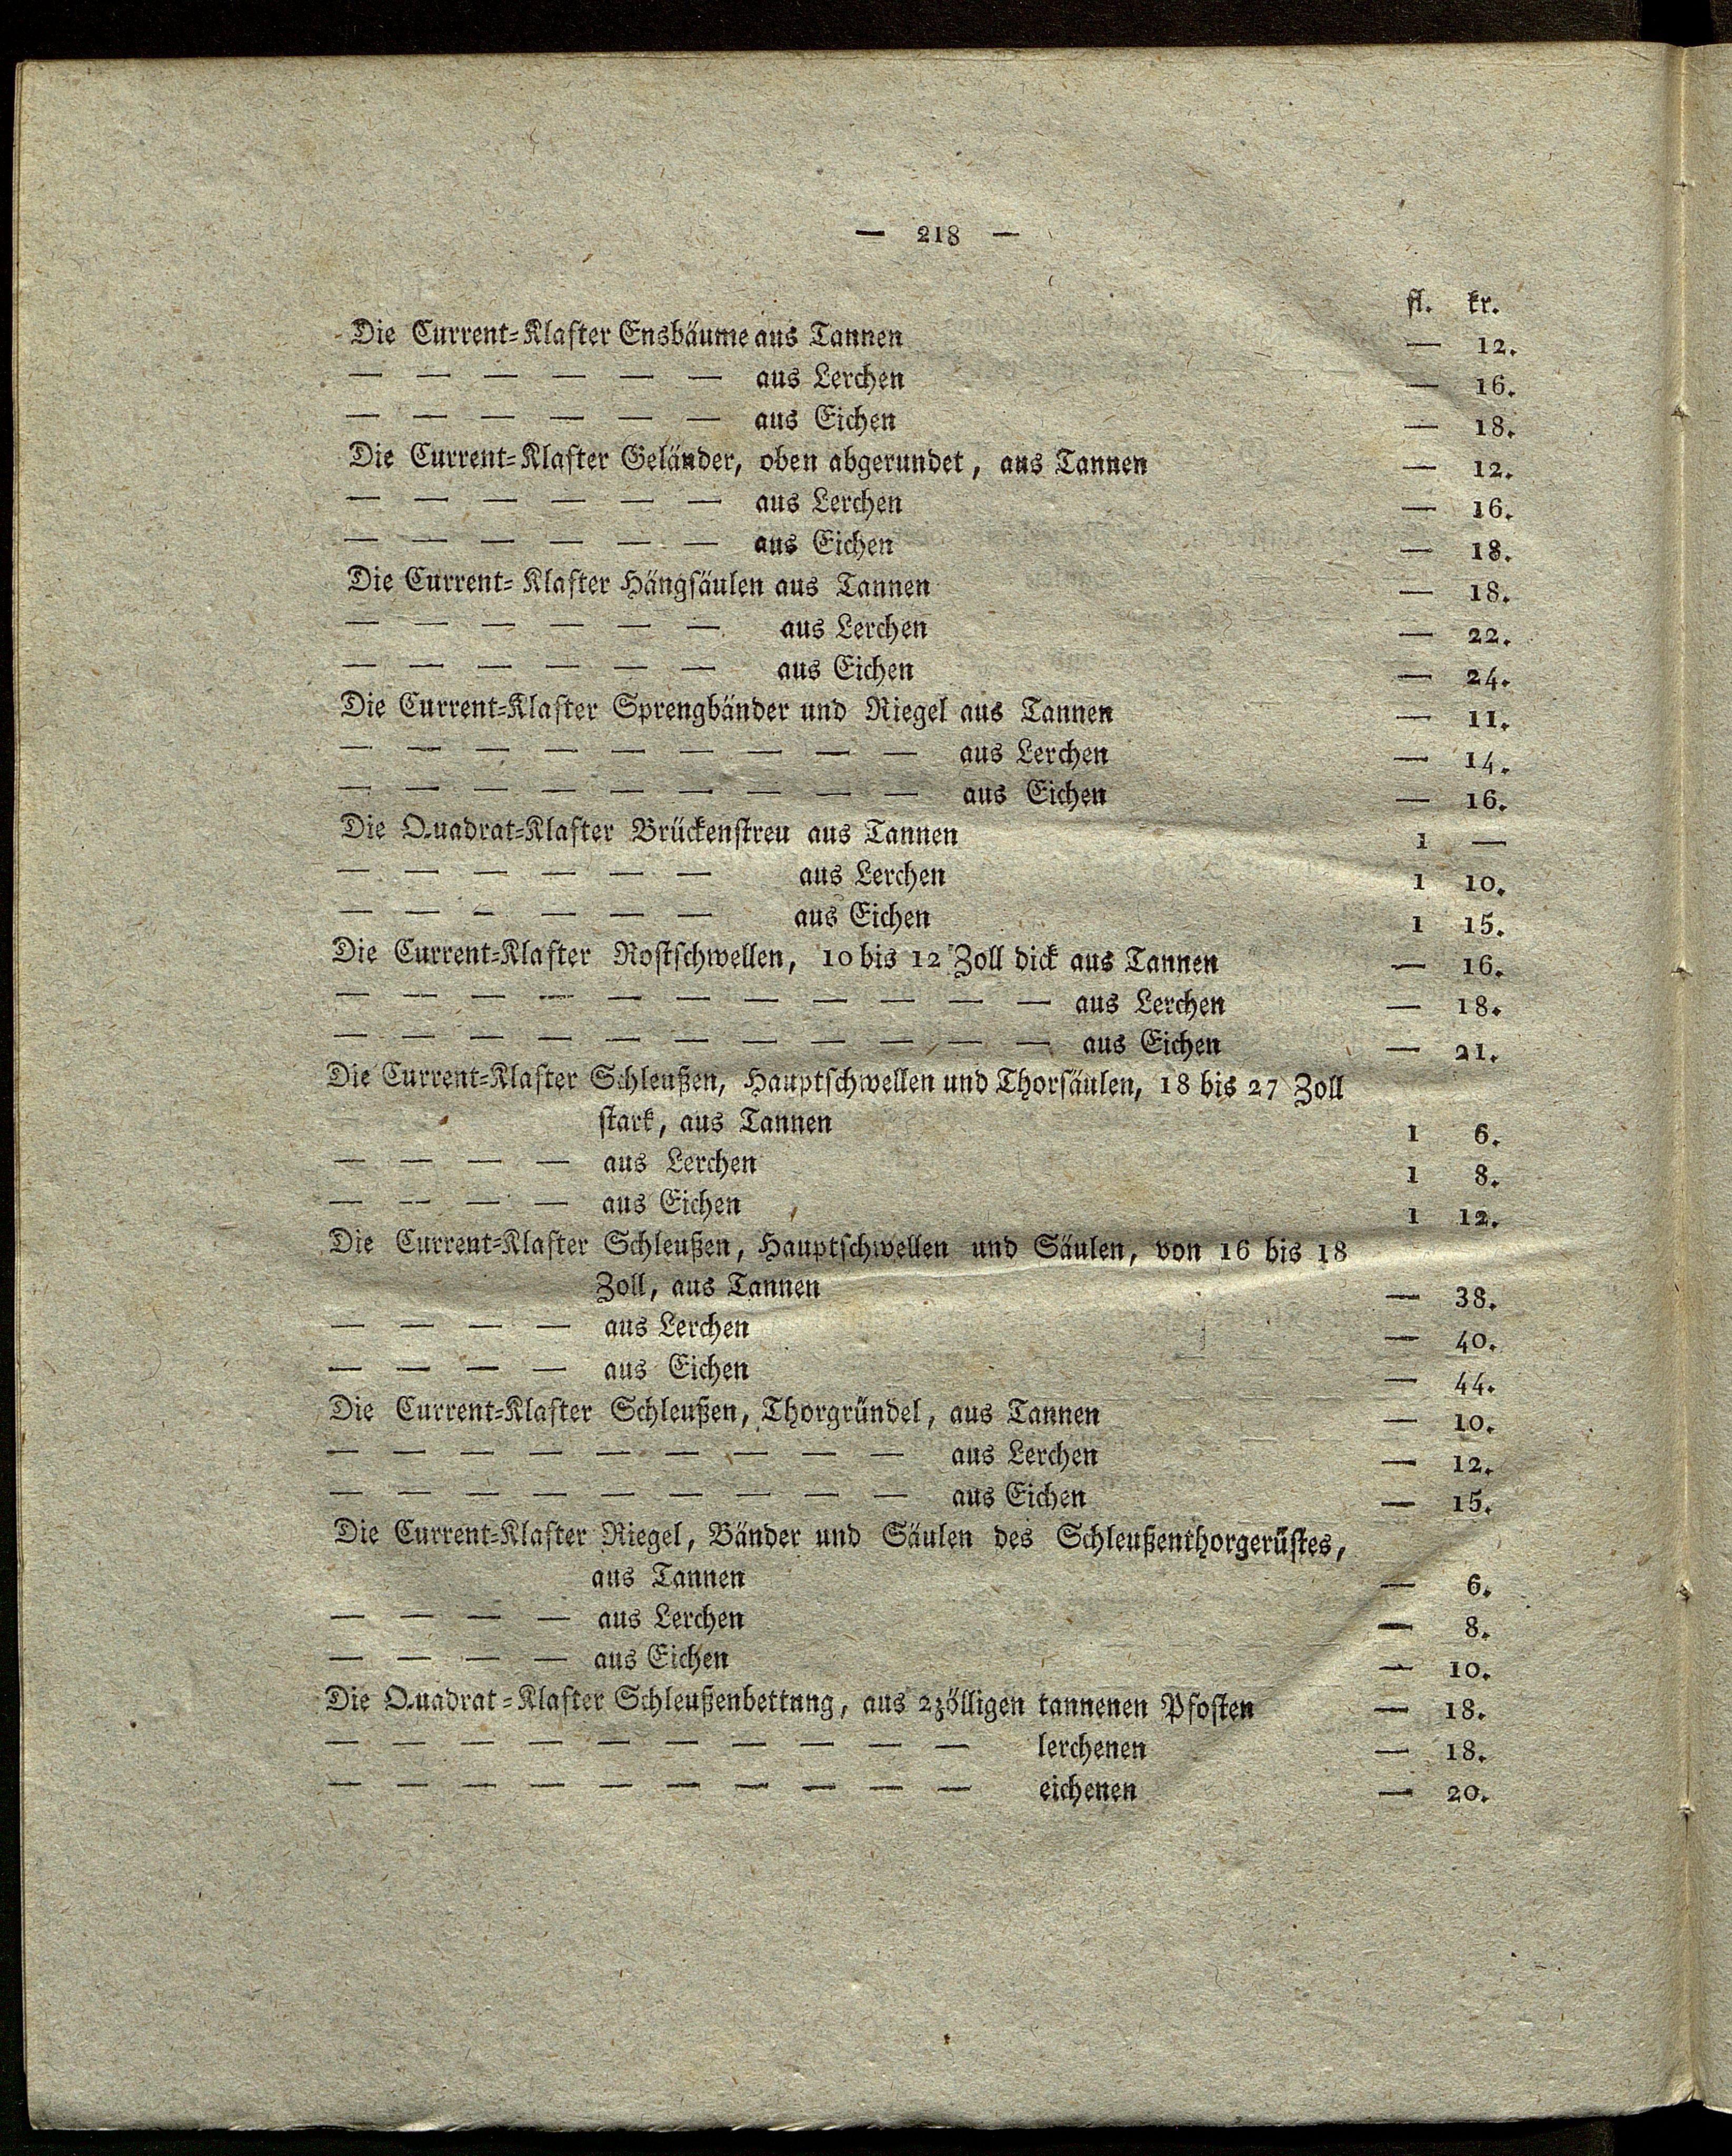 — 218 —
fl. kr.
Die Current-Klafter Ensbäume aus Tannen — 12.
— — — — — — aus Lerchen — 16.
— — — — — — aus Eichen — 18.
Die Current-Klafter Geländer, oben abgerundet, aus Tannen — 12.
— — — — — — aus Lerchen — 16.
— — — — — — aus Eichen — 18.
Die Current-Klafter Hängsäulen aus Tannen — 18.
— — — — — — aus Lerchen — 22.
— — — — — — aus Eichen — 24.
Die Current-Klafter Sprengbänder und Riegel aus Tannen — 11.
— — — — — — — — — aus Lerchen — 14.
— — — — — — — — — aus Eichen — 16.
Die Quadrat-Klafter Brückenstreu aus Tannen 1 —
— — — — — — aus Lerchen 1 10.
— — — — — — aus Eichen 1 15.
Die Current-Klafter Rostschwellen, 10 bis 12 Zoll dick aus Tannen — 16.
— — — — — — — — — — — aus Lerchen — 18.
— — — — — — — — — — — aus Eichen — 21.
Die Current-Klafter Schleußen, Hauptschwellen und Thorsäulen, 18 bis 27 Zoll
stark, aus Tannen 1 6.
— — — — aus Lerchen 1 8.
— — — — aus Eichen 1 12.
Die Current-Klafter Schleußen, Hauptschwellen und Säulen, von 16 bis 18
Zoll, aus Tannen — 38.
— — — — aus Lerchen — 40.
— — — — aus Eichen — 44.
Die Current-Klafter Schleußen, Thorgründel, aus Tannen — 10.
— — — — — — — — — aus Lerchen — 12.
— — — — — — — — — aus Eichen — 15.
Die Current-Klafter Riegel, Bänder und Säulen des Schleußenthorgerüstes,
aus Tannen — 6.
— — — — aus Lerchen — 8.
— — — — aus Eichen — 10.
Die Quadrat-Klafter Schleußenbettung, aus 2zölligen tannenen Pfosten — 18.
— — — — — — — — — — lerchenen — 18.
— — — — — — — — — — eichenen — 20.